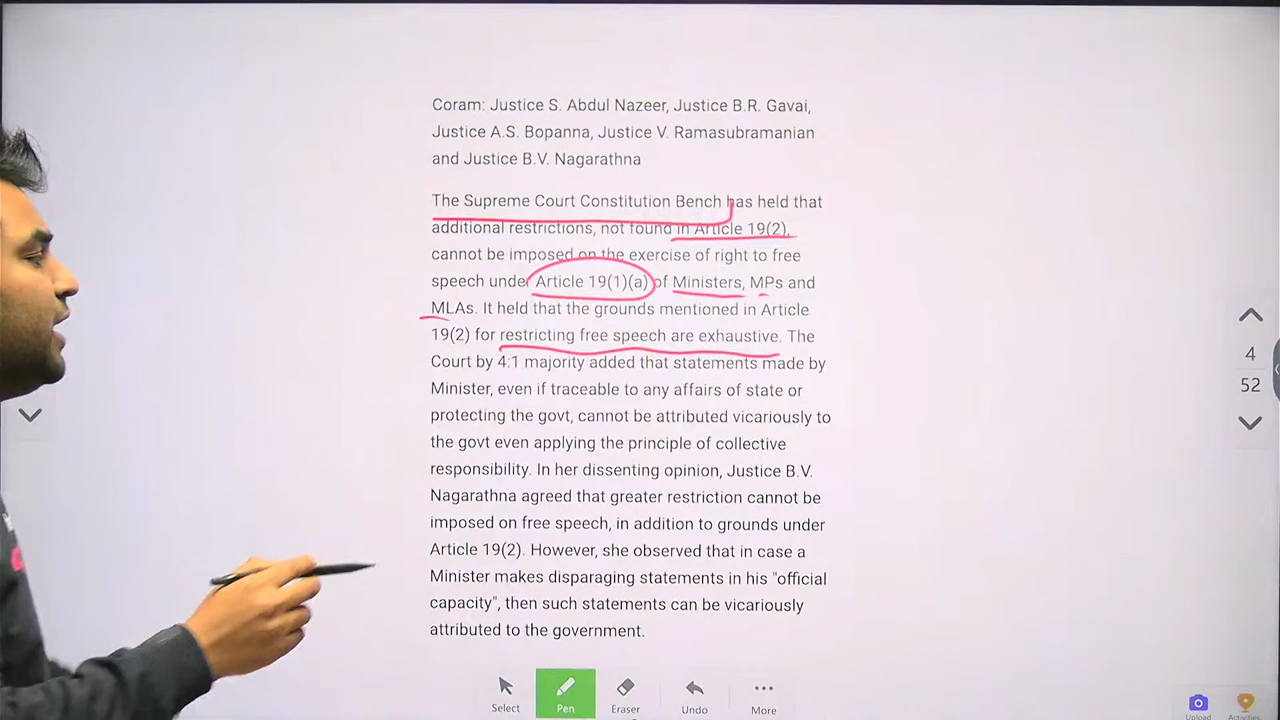 Coram: Justice S. Abdul Nazeer, Justice B.R. Gavai,
Justice A.S. Bopanna, Justice V. Ramasubramanian
and Justice B.V. Nagarathna
The Supreme Court Constitution Bench has held that
additional restrictions, not found in Article 19(2),
cannot be imposed on the exercise of right to free
speech under Article 19(1)(a) of Ministers, MPs and
MLAs. It held that the grounds mentioned in Article
19(2) for restricting free speech are exhaustive. The
Court by 4:1 majority added that statements made by
Minister, even if traceable to any affairs of state or
protecting the govt, cannot be attributed vicariously to
the govt even applying the principle of collective
responsibility. In her dissenting opinion, Justice B.V.
Nagarathna agreed that greater restriction cannot be
imposed on free speech, in addition to grounds under
Article 19(2). However, she observed that in case a
Minister makes disparaging statements in his "official
capacity", then such statements can be vicariously
attributed to the government.
4
52
Select Pen Eraser Undo More
Upload Activities